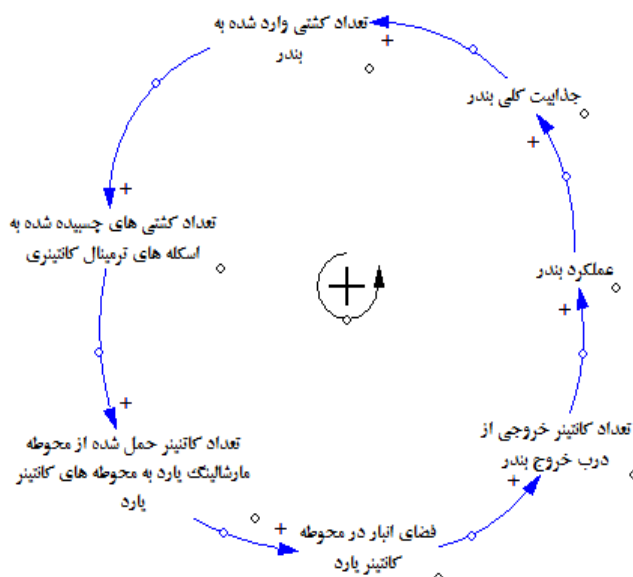 تعداد کشتی وارد شده به
بندر
جذابیت کلی بندر
تعداد کشتی های چسبیده شده به
اسکله های ترمینال کانتینری
عملکرد بندر
تعداد کاتنینر حمل شده از محوطه
مارشالینگ یارد به محوطه های کانتینر
یارد
تعداد کانتینر خروجی از
درب خروج بندر
فضای انبار در محوطه
کانتینر یارد